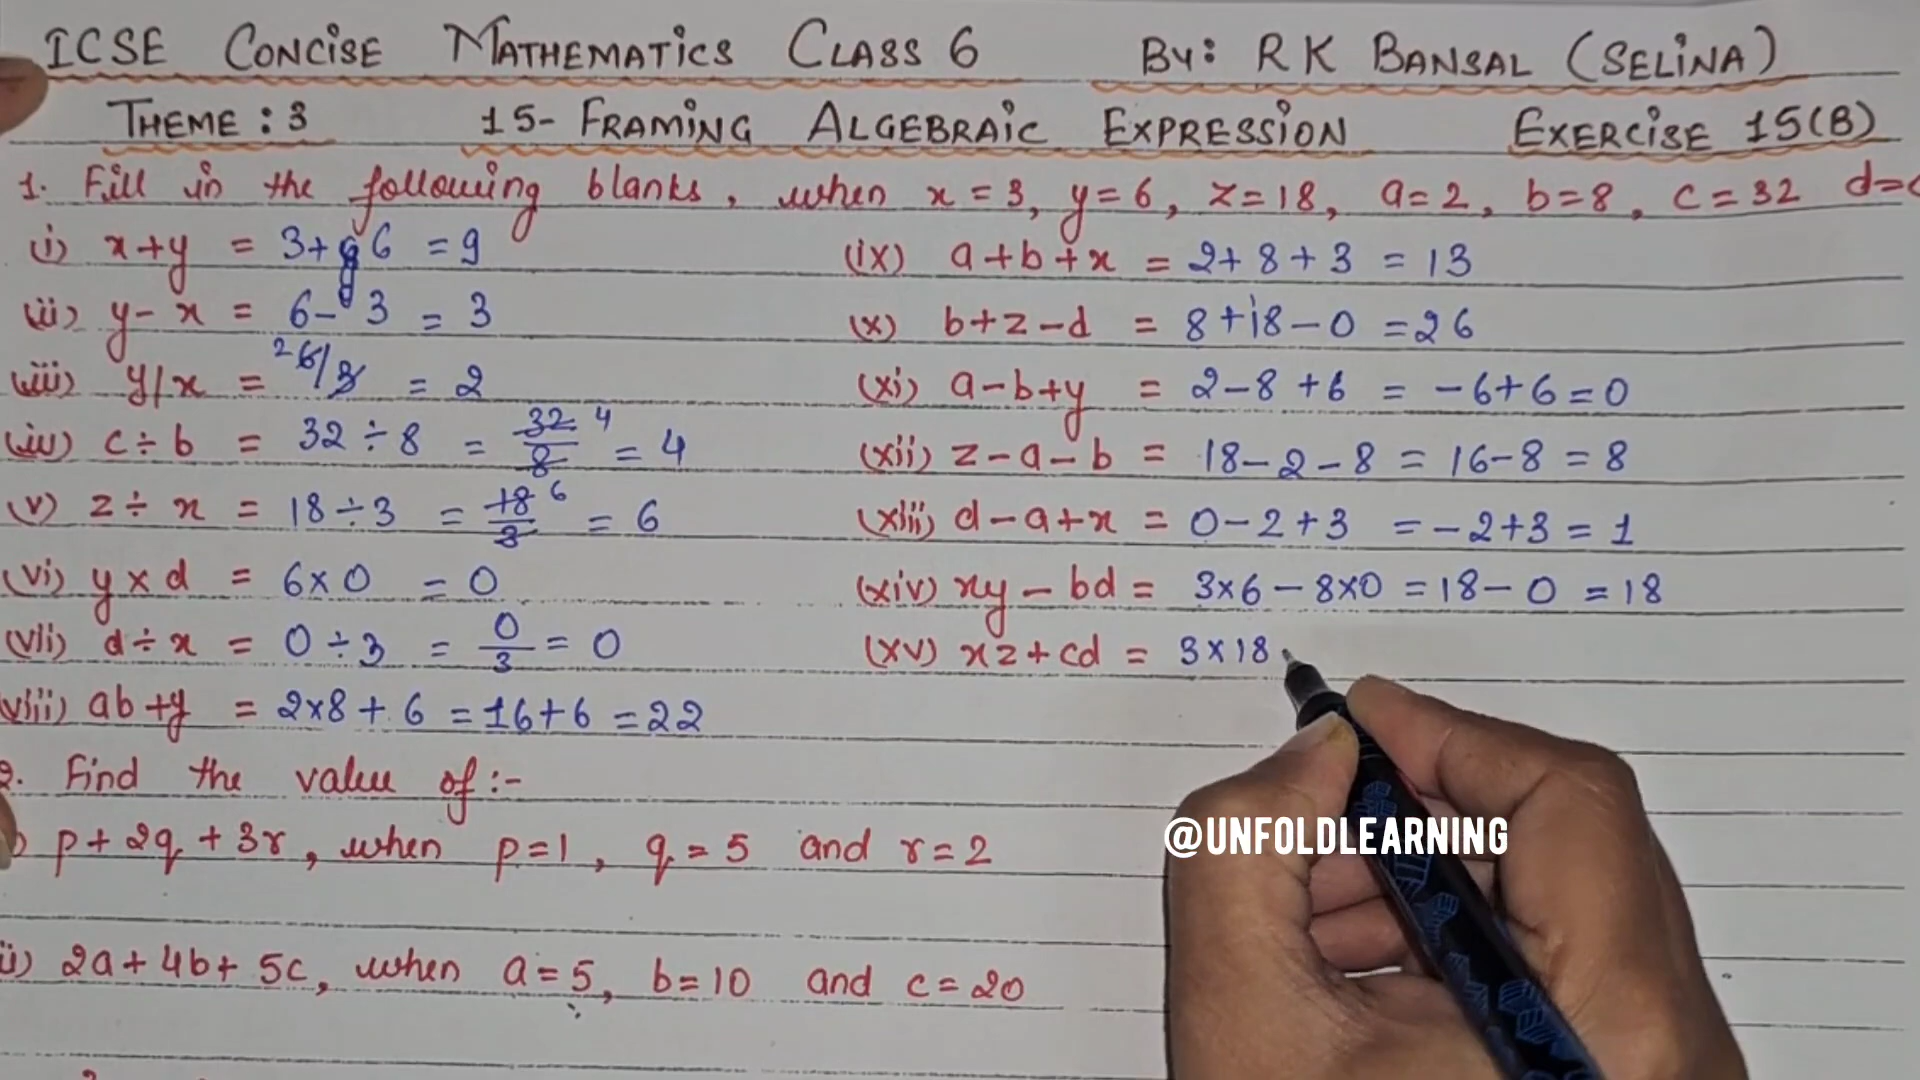 ICSE CONCISE MATHEMATICS CLASS 6 BY: R K BANSAL (SELINA)
THEME: 3 15- FRAMING ALGEBRAIC EXPRESSION EXERCISE 15(B)
1. Fill in the following blanks, when x = 3, y = 6, z = 18, a = 2, b = 8, c = 32 d =
(i) x + y = 3 + 6 = 9
(ii) y - x = 6 - 3 = 3
(iii) y/x = 6/3 2 = 2
(iv) c ÷ b = 32 ÷ 8 = 32/8 4 = 4
(v) z ÷ x = 18 ÷ 3 = 18/3 6 = 6
(vi) y × d = 6 × 0 = 0
(vii) d ÷ x = 0 ÷ 3 = 0/3 = 0
viii) ab + y = 2×8 + 6 = 16 + 6 = 22
(ix) a + b + x = 2 + 8 + 3 = 13
(x) b + z - d = 8 + 18 - 0 = 26
(xi) a - b + y = 2 - 8 + 6 = -6 + 6 = 0
(xii) z - a - b = 18 - 2 - 8 = 16 - 8 = 8
(xiii) d - a + x = 0 - 2 + 3 = -2 + 3 = 1
(xiv) xy - bd = 3×6 - 8×0 = 18 - 0 = 18
(xv) xz + cd = 3 × 18
2. Find the value of :-
) p + 2q + 3r, when p = 1, q = 5 and r = 2
ii) 2a + 4b + 5c, when a = 5, b = 10 and c = 20
@UNFOLDLEARNING